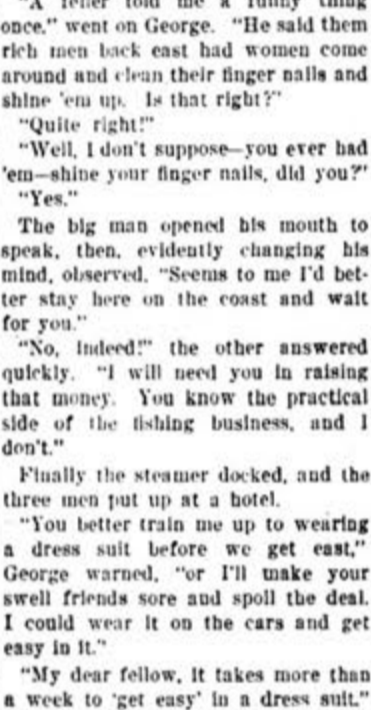 "A feller told me a funny thing
once," went on George. "He said them
rich men back east had women come
around and clean their finger nails and
shine 'em up. Is that right?"
"Quite right!"
"Well, I don't suppose—you ever had
'em—shine your finger nails, did you?"
"Yes."
The big man opened his mouth to
speak, then, evidently changing his
mind, observed, "Seems to me I'd bet-
ter stay here on the coast and wait
for you."
"No, indeed!" the other answered
quickly. "I will need you in raising
that money. You know the practical
side of the fishing business, and I
don't."
Finally the steamer docked, and the
three men put up at a hotel.
"You better train me up to wearing
a dress suit before we get east,"
George warned, "or I'll make your
swell friends sore and spoil the deal.
I could wear it on the cars and get
easy in it."
"My dear fellow, it takes more than
a week to 'get easy' in a dress suit."